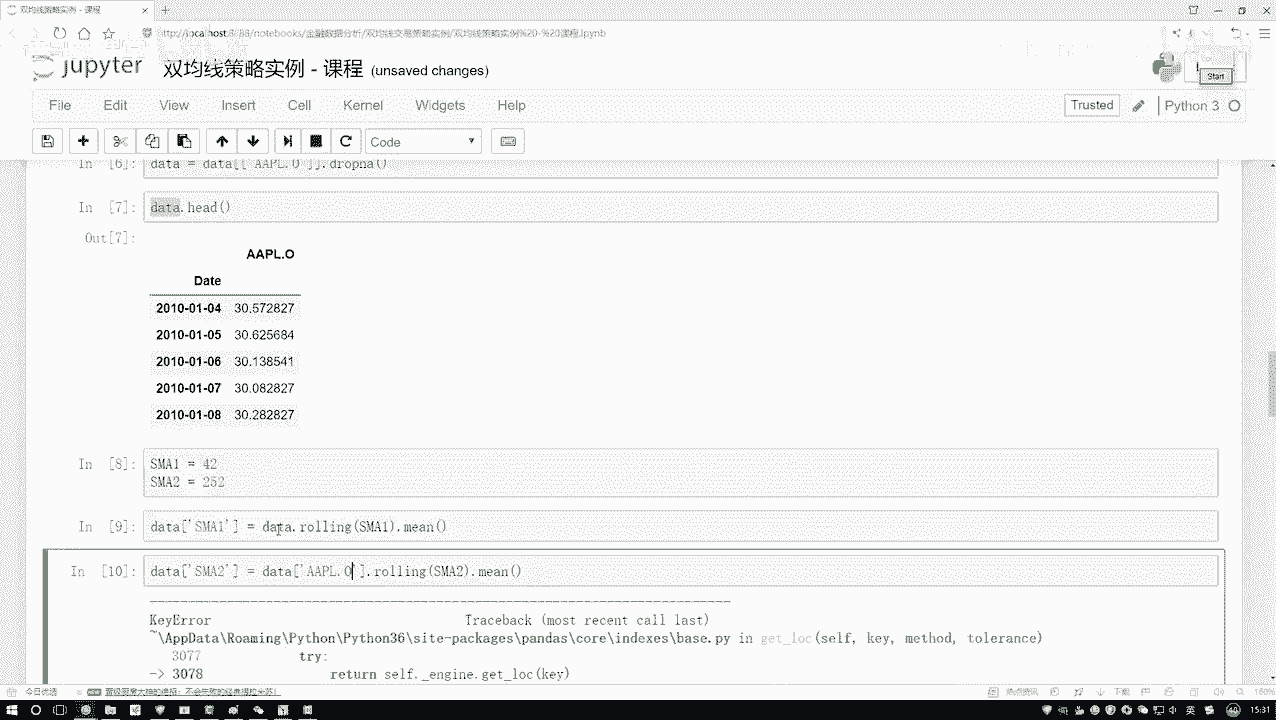 双均线策略实例 - 课程
localhost:8888/notebooks/金融数据分析/双均线交易策略实例/双均线策略实例%20-%20课程.ipynb
jupyter 双均线策略实例 - 课程 (unsaved changes)
Start
File Edit View Insert Cell Kernel Widgets Help
Trusted Python 3
Code
In [6]: data = data[['AAPL.O']].dropna()
In [7]: data.head()
Out[7]:
AAPL.O
Date
2010-01-04 30.572827
2010-01-05 30.625684
2010-01-06 30.138541
2010-01-07 30.082827
2010-01-08 30.282827
In [8]: SMA1 = 42
SMA2 = 252
In [9]: data['SMA1'] = data.rolling(SMA1).mean()
In [10]: data['SMA2'] = data['AAPL.O'].rolling(SMA2).mean()
KeyError Traceback (most recent call last)
~\AppData\Roaming\Python\Python36\site-packages\pandas\core\indexes\base.py in get_loc(self, key, method, tolerance)
3077 try:
-> 3078 return self._engine.get_loc(key)
今日优选
热点资讯 下载 150%
英 15:31